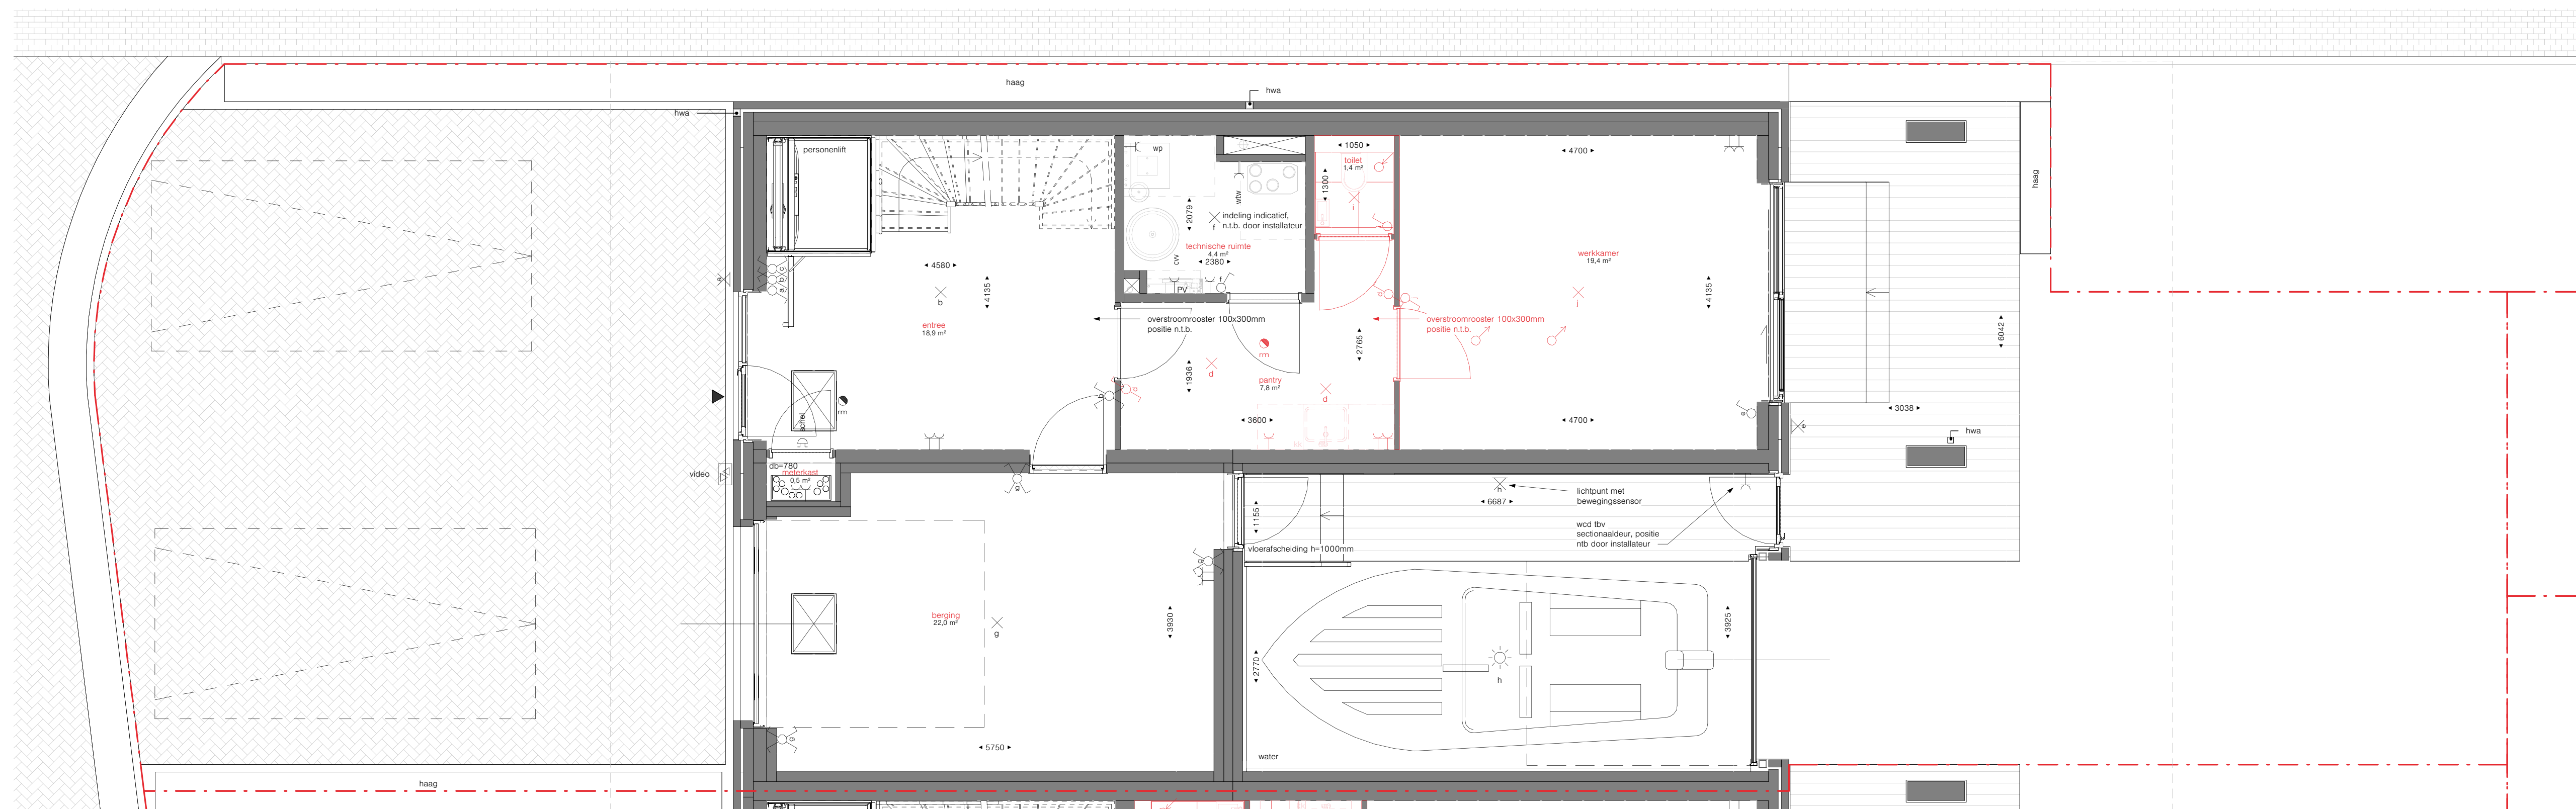 haag
hwa
hwa
personenlift
wp
wtw
indeling indicatief,
n.t.b. door installateur
f
2079
technische ruimte
4,4 m²
2380
cw
PV
f
1050
toilet
1,4 m²
1300
i
4700
werkkamer
19,4 m²
haag
a
c
b
a
4580
4135
b
entree
18,9 m²
overstroomrooster 100x300mm
positie n.t.b.
d
i
overstroomrooster 100x300mm
positie n.t.b.
j
4135
6042
rm
2765
1936
d
pantry
7,8 m²
d
d
b
3600
4700
e
e
3038
hwa
schel
rm
video
db=780
meterkast
0,5 m²
g
h
lichtpunt met
bewegingssensor
6687
1155
wcd tbv
sectionaaldeur, positie
ntb door installateur
vloerafscheiding h=1000mm
g
berging
22,0 m²
g
3930
3925
2770
h
g
5750
water
haag